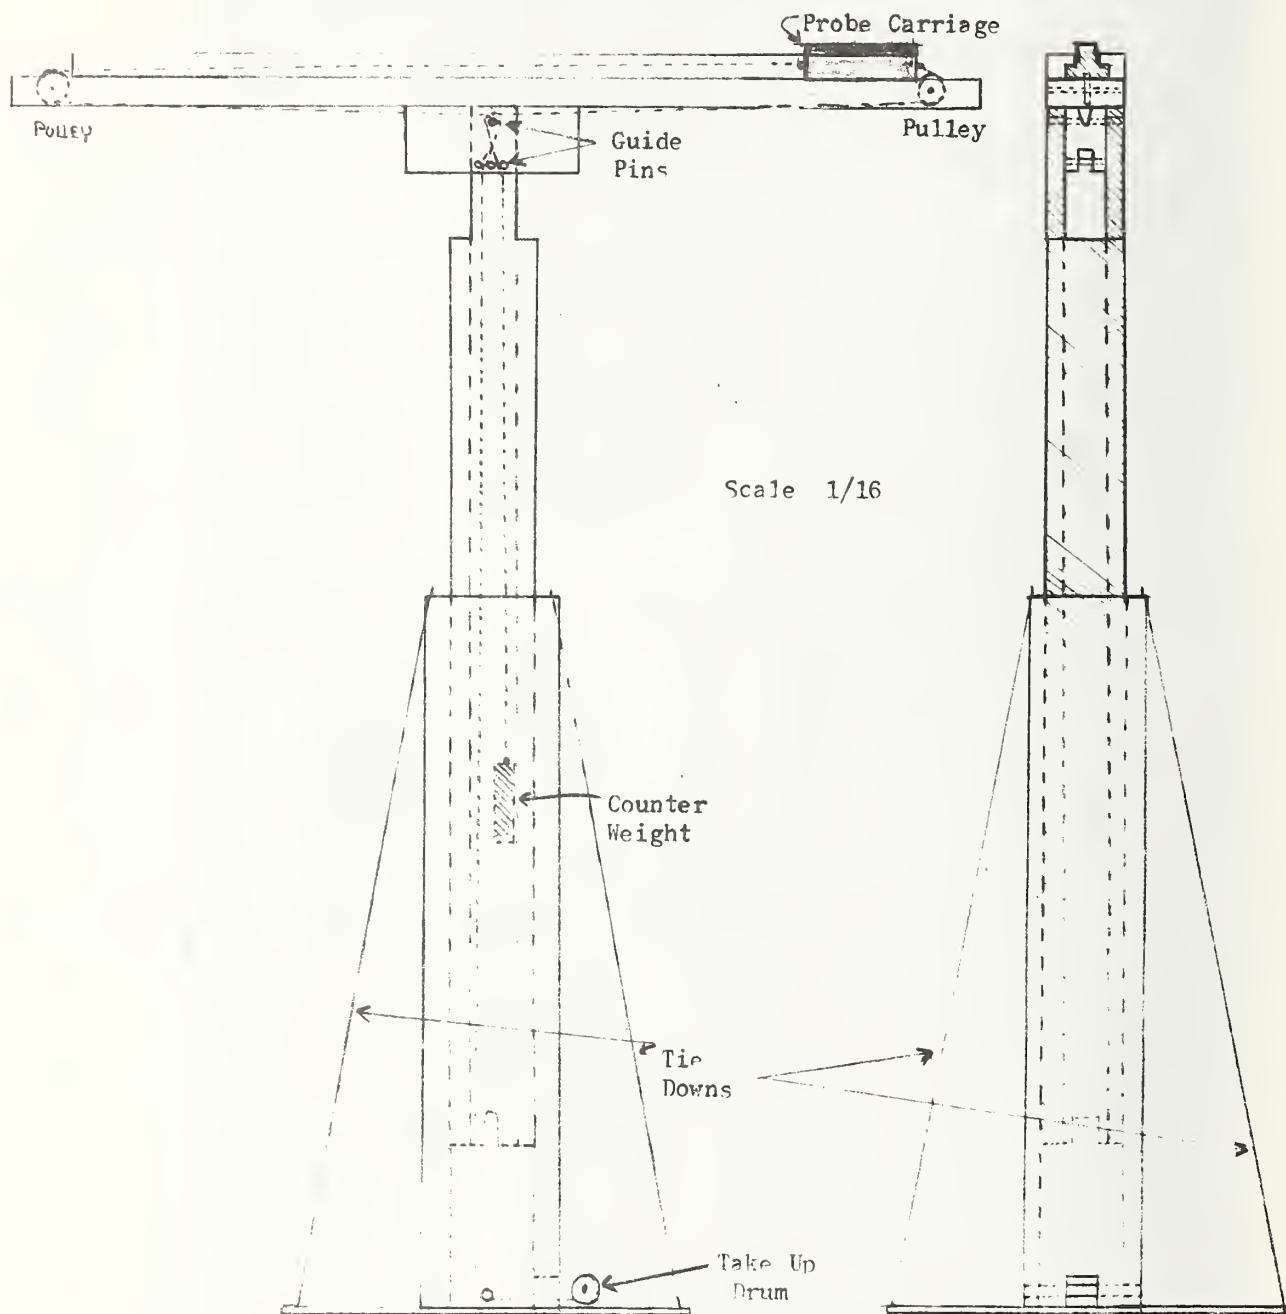 Probe Carriage
PULLEY
Pulley
Guide
Pins
Scale 1/16
Counter
Weight
Tie
Downs
Take Up
Drum